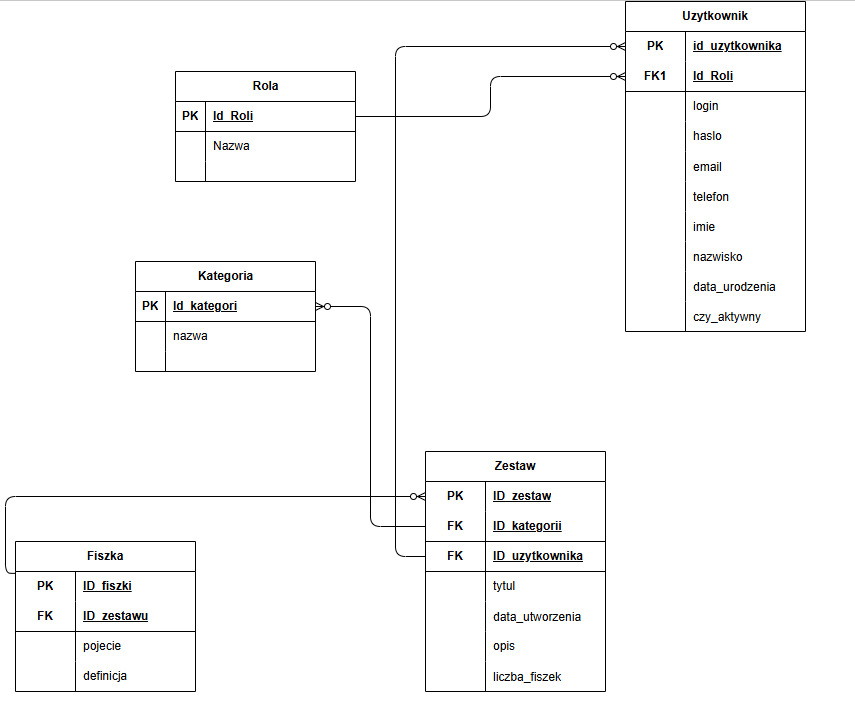 Uzytkownik
PK id_uzytkownika
FK1 Id_Roli
login
haslo
email
telefon
imie
nazwisko
data_urodzenia
czy_aktywny
Rola
PK Id_Roli
Nazwa
Kategoria
PK Id_kategori
nazwa
Zestaw
PK ID_zestaw
FK ID_kategorii
FK ID_uzytkownika
tytul
data_utworzenia
opis
liczba_fiszek
Fiszka
PK ID_fiszki
FK ID_zestawu
pojecie
definicja